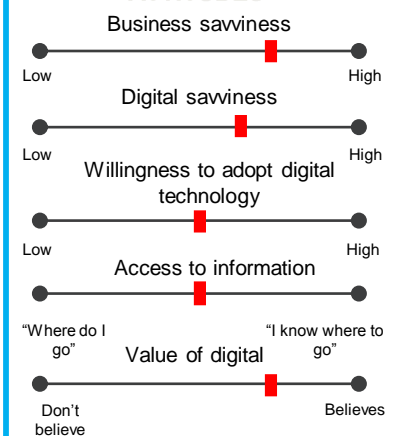 Business savviness
Low
High
Digital savviness
Low
High
Willingness to adopt digital
technology
Low
High
Access to information
“Where do I
go”
“I know where to
go”
Value of digital
Don’t
believe
Believes